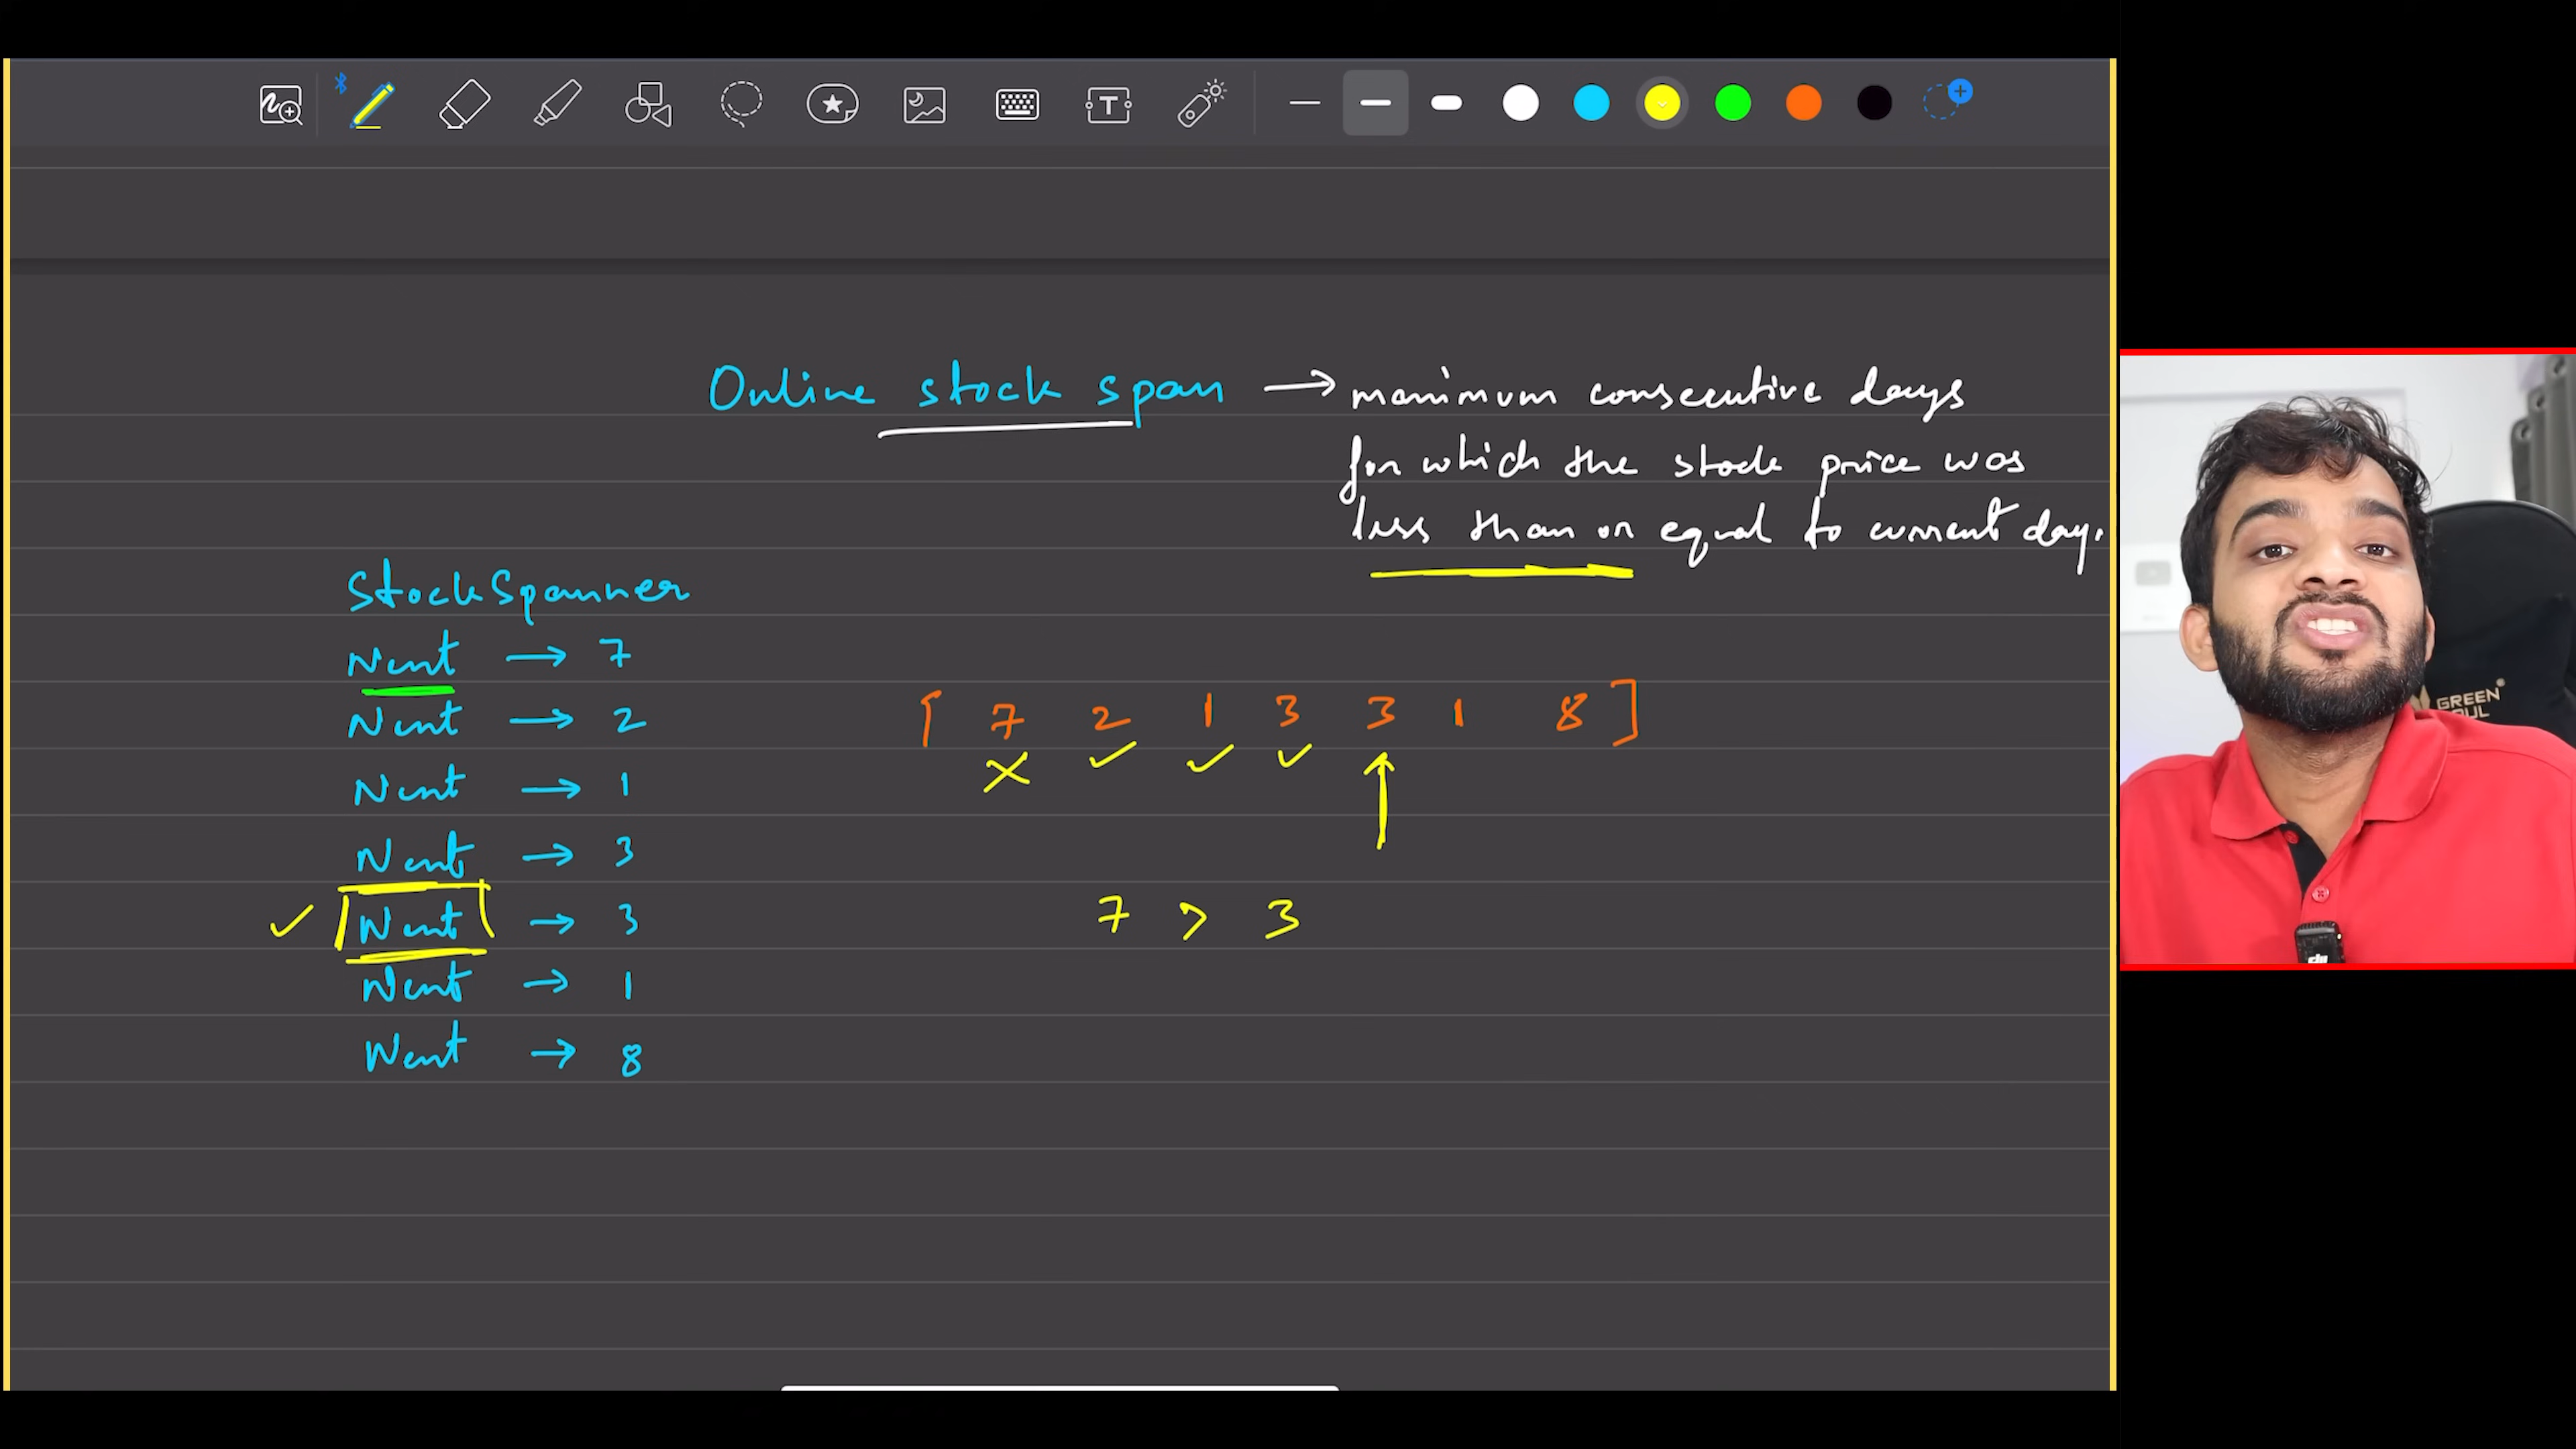 Online stock span → maximum consecutive days
for which the stock price was
less than or equal to current day.
StockSpanner
Next → 7
Next → 2
Next → 1
Next → 3
Next → 3
Next → 1
Next → 8
[ 7 2 1 3 3 1 8 ]
7 > 3
T
GREEN